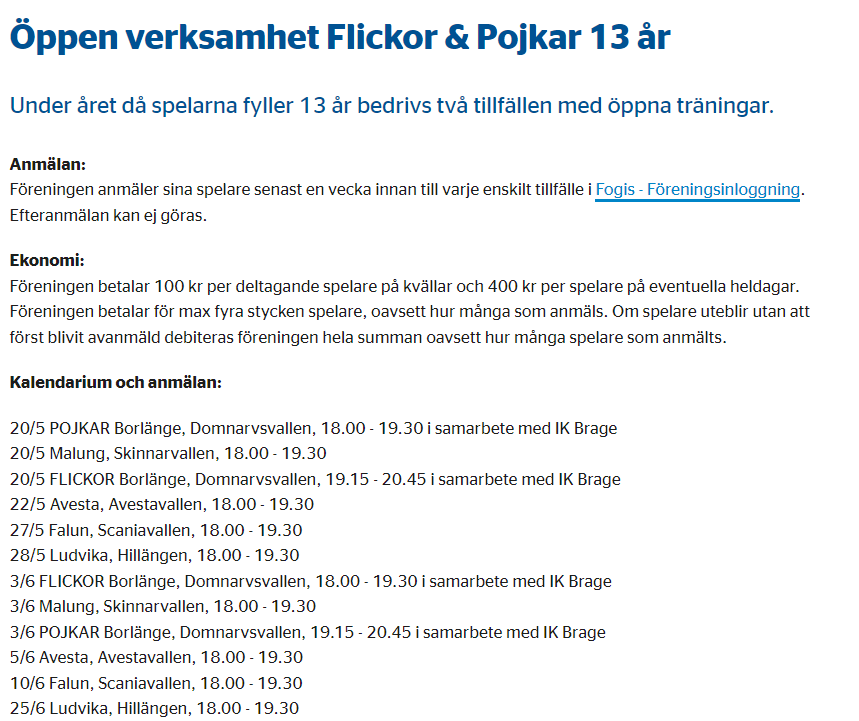 Öppen verksamhet Flickor & Pojkar 13 år
Under året då spelarna fyller 13 år bedrivs två tillfällen med öppna träningar.
Anmälan:
Föreningen anmäler sina spelare senast en vecka innan till varje enskilt tillfälle i Fogis - Föreningsinloggning.
Efteranmälan kan ej göras.
Ekonomi:
Föreningen betalar 100 kr per deltagande spelare på kvällar och 400 kr per spelare på eventuella heldagar.
Föreningen betalar för max fyra stycken spelare, oavsett hur många som anmäls. Om spelare uteblir utan att
först blivit avanmäld debiteras föreningen hela summan oavsett hur många spelare som anmälts.
Kalendarium och anmälan:
20/5 POJKAR Borlänge, Domnarvsvallen, 18.00 - 19.30 i samarbete med IK Brage
20/5 Malung, Skinnarvallen, 18.00 - 19.30
20/5 FLICKOR Borlänge, Domnarvsvallen, 19.15 - 20.45 i samarbete med IK Brage
22/5 Avesta, Avestavallen, 18.00 - 19.30
27/5 Falun, Scaniavallen, 18.00 - 19.30
28/5 Ludvika, Hillängen, 18.00 - 19.30
3/6 FLICKOR Borlänge, Domnarvsvallen, 18.00 - 19.30 i samarbete med IK Brage
3/6 Malung, Skinnarvallen, 18.00 - 19.30
3/6 POJKAR Borlänge, Domnarvsvallen, 19.15 - 20.45 i samarbete med IK Brage
5/6 Avesta, Avestavallen, 18.00 - 19.30
10/6 Falun, Scaniavallen, 18.00 - 19.30
25/6 Ludvika, Hillängen, 18.00 - 19.30